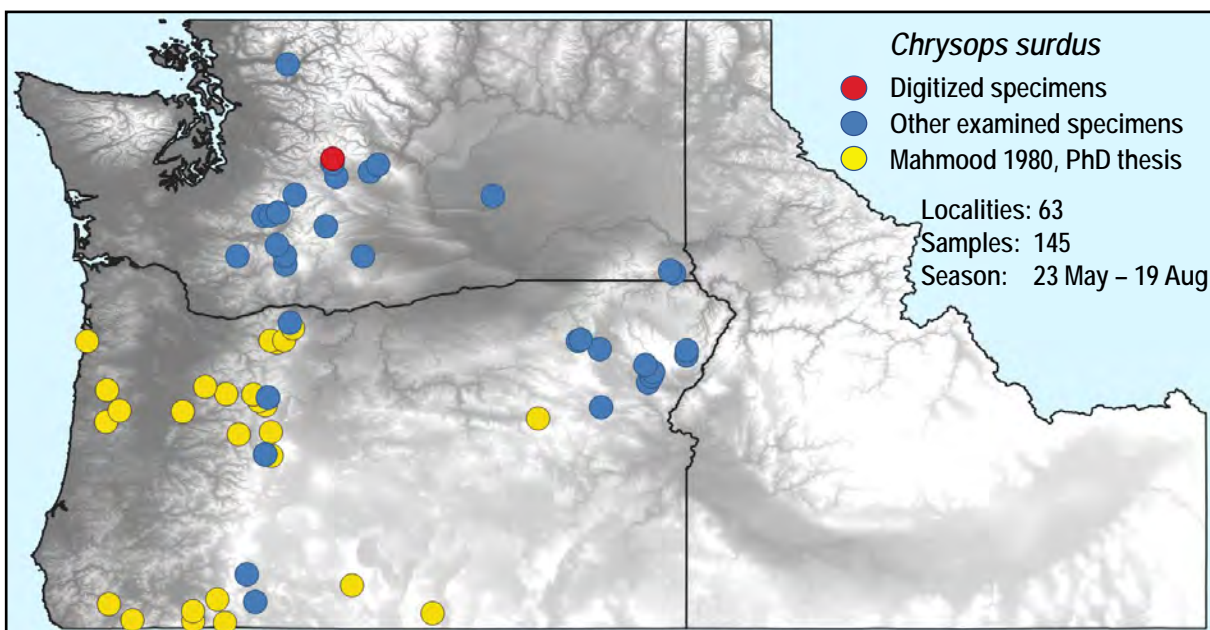 Chrysops surdus
Digitized specimens
Other examined specimens
Mahmood 1980, PhD thesis
Localities: 63
Samples: 145
Season: 23 May – 19 Aug